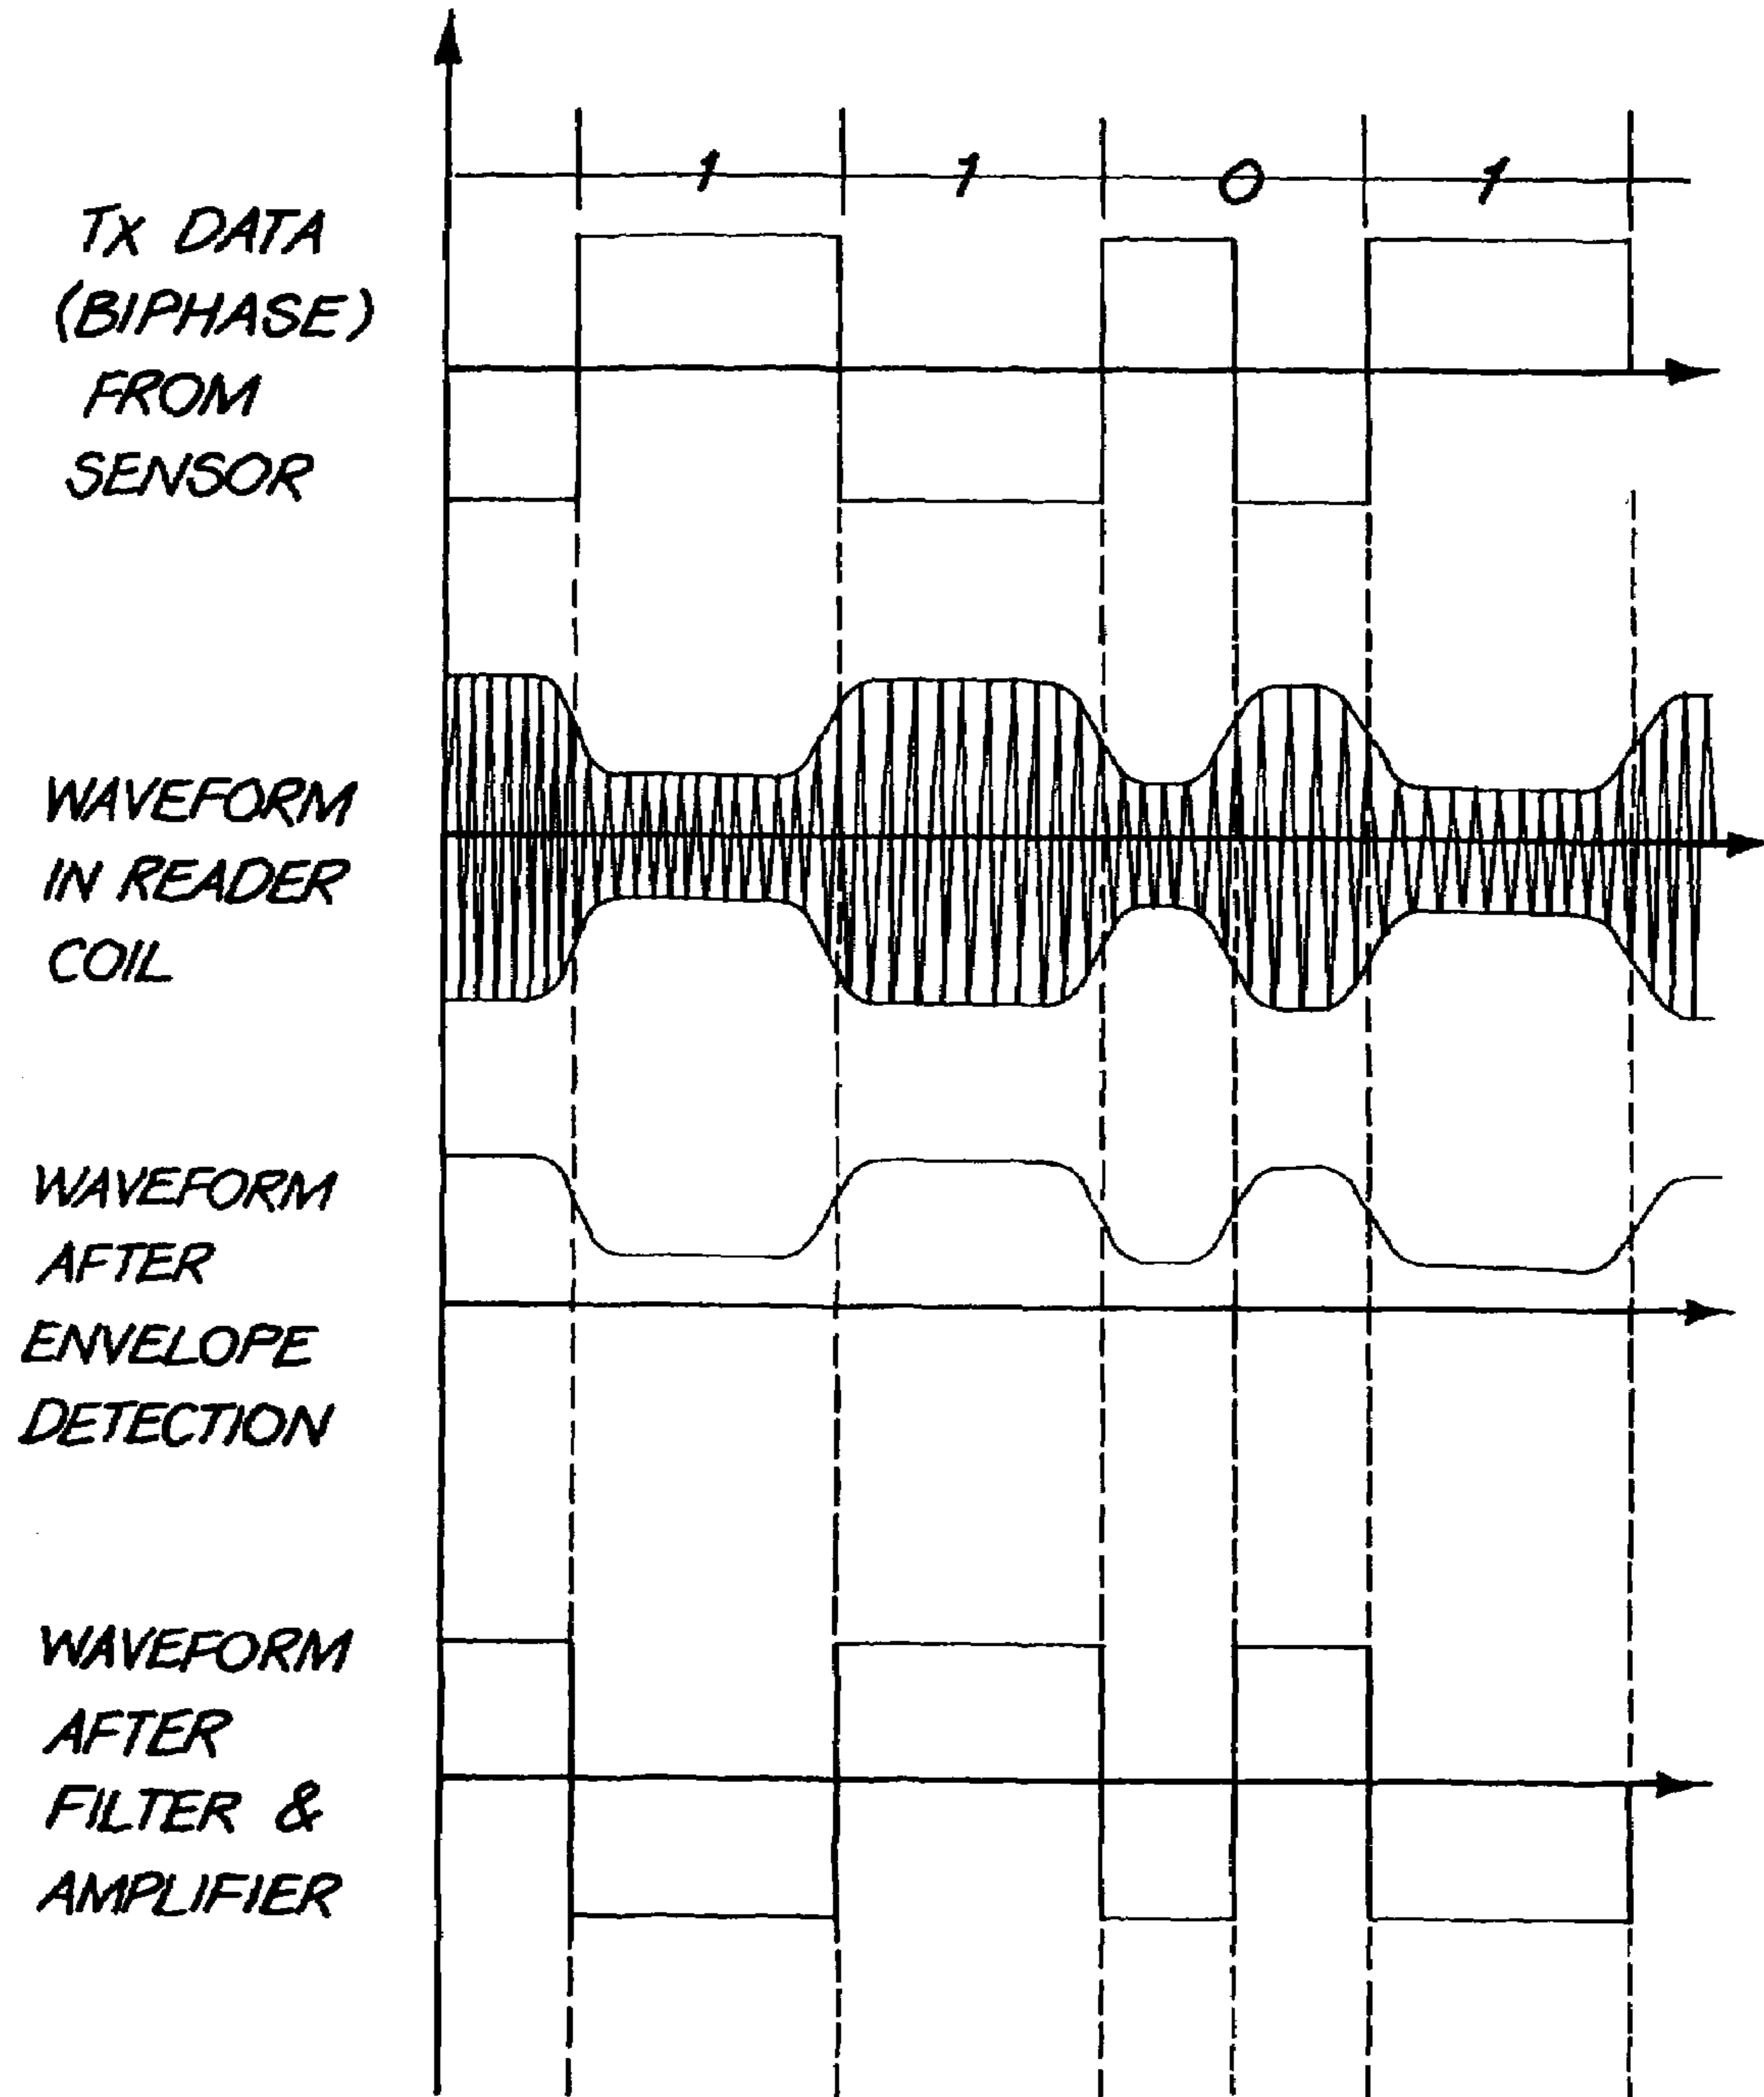 1 1 0 1
TX DATA
(BIPHASE)
FROM
SENSOR
WAVEFORM
IN READER
COIL
WAVEFORM
AFTER
ENVELOPE
DETECTION
WAVEFORM
AFTER
FILTER &
AMPLIFIER